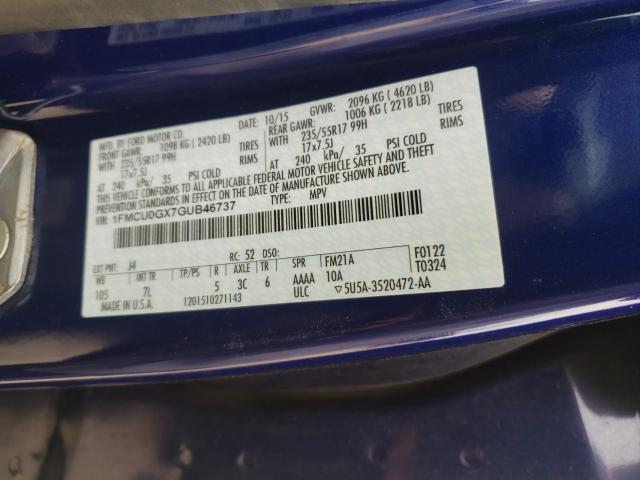 MFD. BY FORD MOTOR CO.
DATE: 10/15 GVWR: 2096 KG ( 4620 LB)
FRONT GAWR: 1098 KG ( 2420 LB)
REAR GAWR: 1006 KG ( 2218 LB)
WITH 235/55R17 99H TIRES
WITH 235/55R17 99H TIRES
17x7.5J RIMS
17x7.5J RIMS
AT 240 kPa/ 35 PSI COLD
AT 240 kPa/ 35 PSI COLD
THIS VEHICLE CONFORMS TO ALL APPLICABLE FEDERAL MOTOR VEHICLE SAFETY AND THEFT
PREVENTION STANDARDS IN EFFECT ON THE DATE OF MANUFACTURE SHOWN ABOVE.
1FMCU0GX7GUB46737 TYPE: MPV
EXT PNT: J4 RC: 52 DSO: F0122
WB INT TR TP/PS R AXLE TR SPR FM21A T0324
105 7L 5 3C 6 AAAA 10A
MADE IN U.S.A. 1201510271143 ULC ▽5U5A-3520472-AA